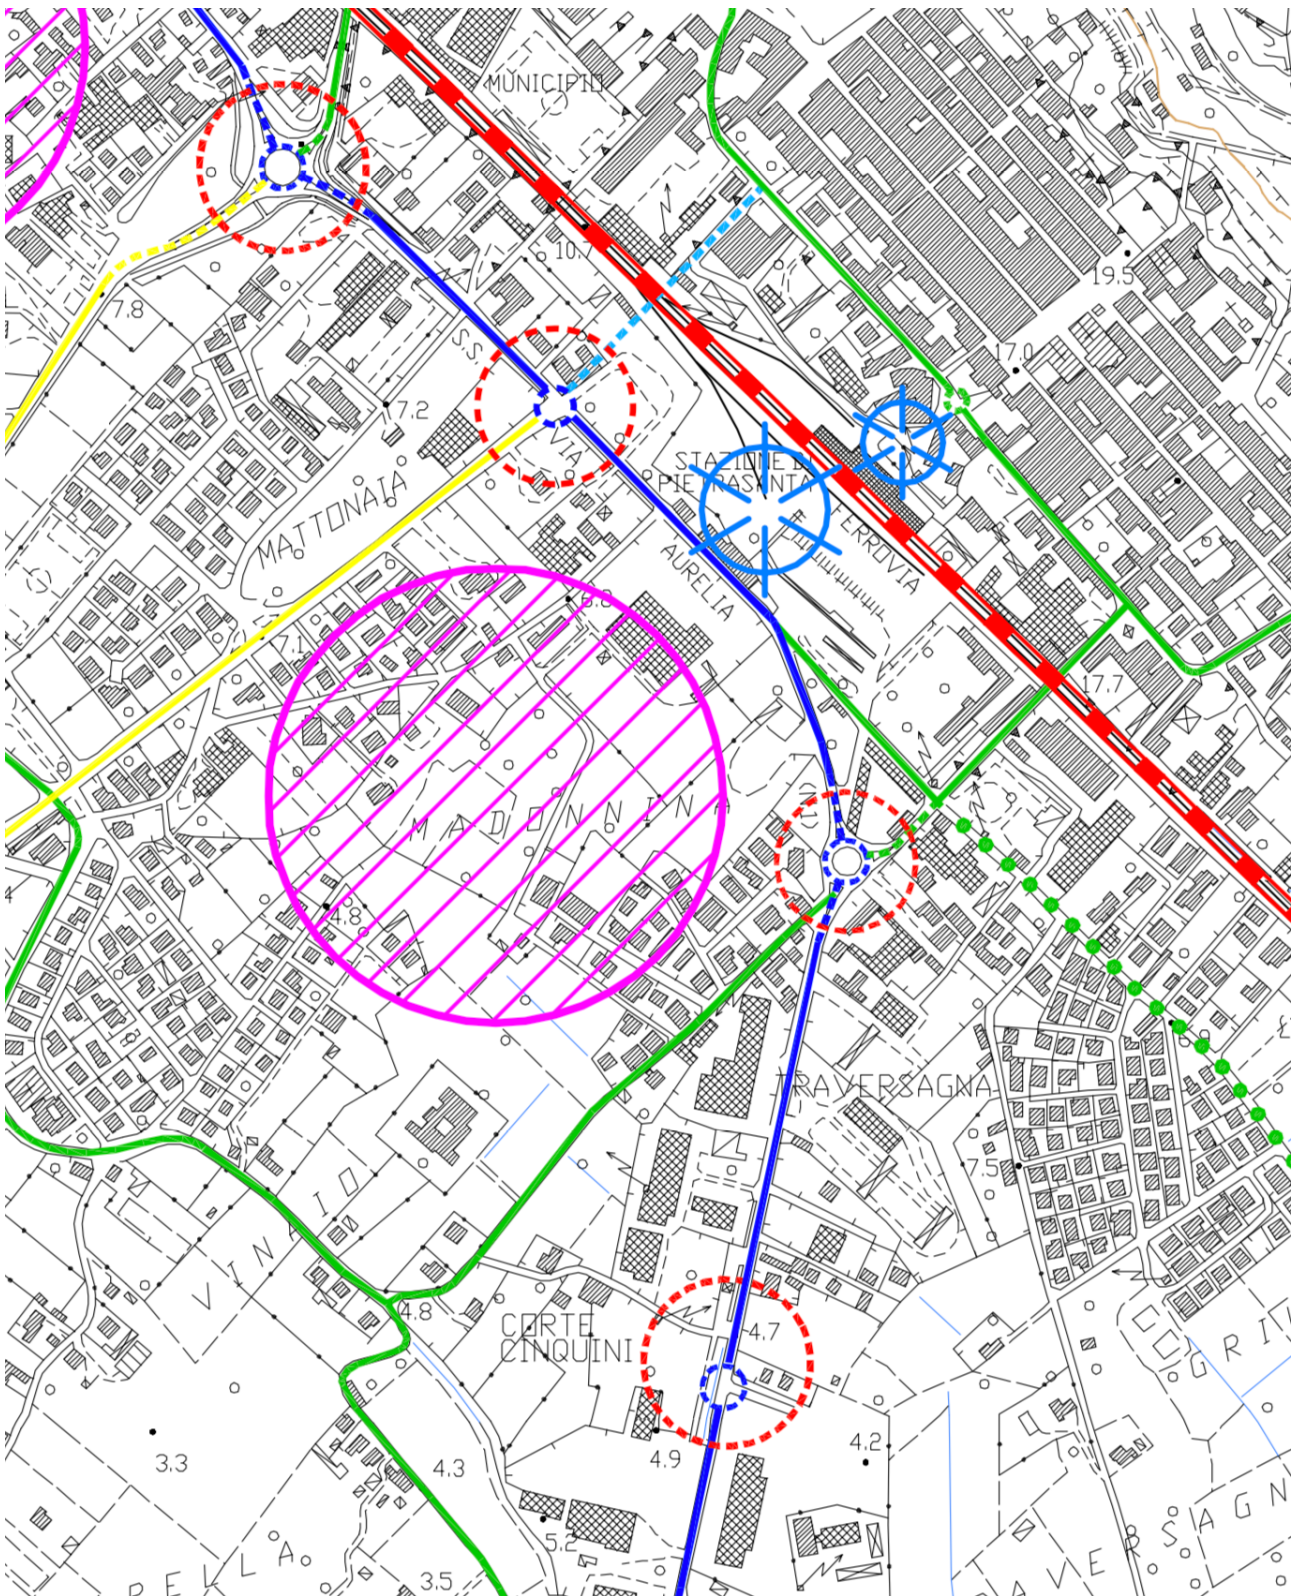 MUNICIPIO
10.7
19.5
7.8
S.S.
17.0
7.2
VIA
STAZIONE DI
PIETRASANTA
MATTONAIA
FERROVIA
AURELIA
6.8
7.1
17.7
MADONNINA
4.8
TRAVERSAGNA
7.5
4.8
CORTE
CINQUINI
4.7
3.3
4.3
4.9
4.2
5.2
3.5